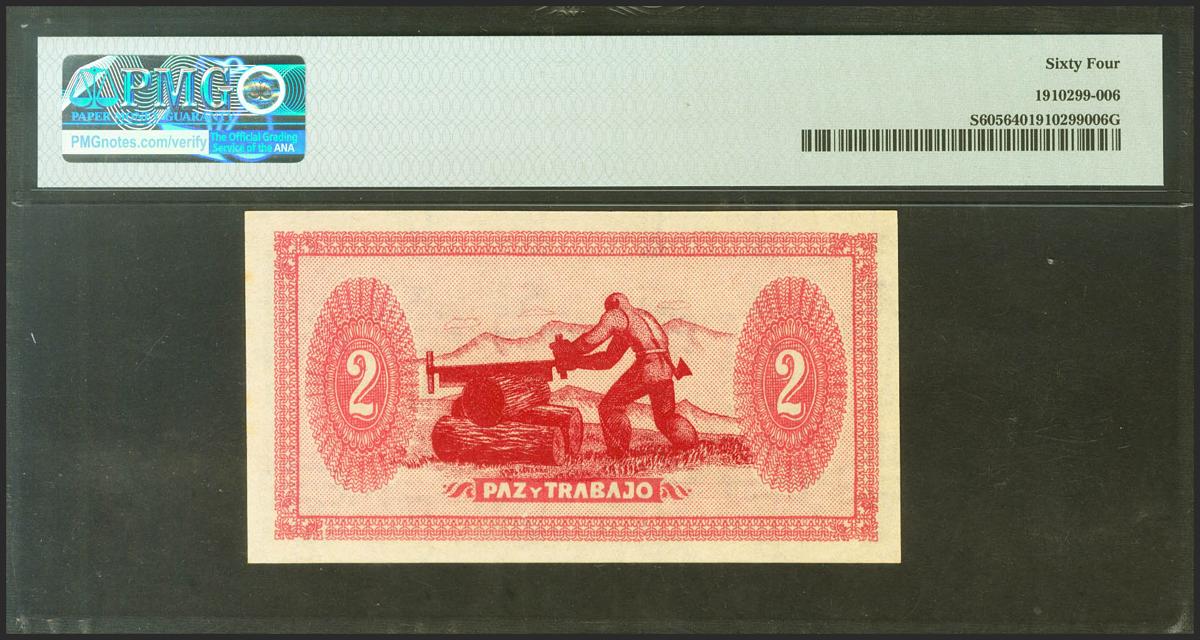 PMG
PAPER MONEY GUARANTY
PMGnotes.com/verify
The Official Grading
Service of the ANA
Sixty Four
1910299-006
S6056401910299006G
2
2
PAZ Y TRABAJO